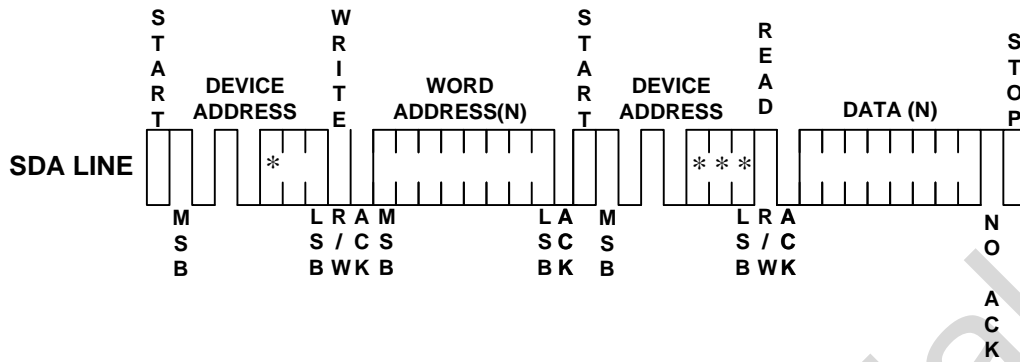 START
WRITE
START
READ
STOP
DEVICE
ADDRESS
WORD
ADDRESS(N)
DEVICE
ADDRESS
DATA (N)
SDA LINE
*
* * *
MSB
LSB
R/W
ACK
MSB
LSB
ACK
MSB
LSB
R/W
ACK
NO ACK